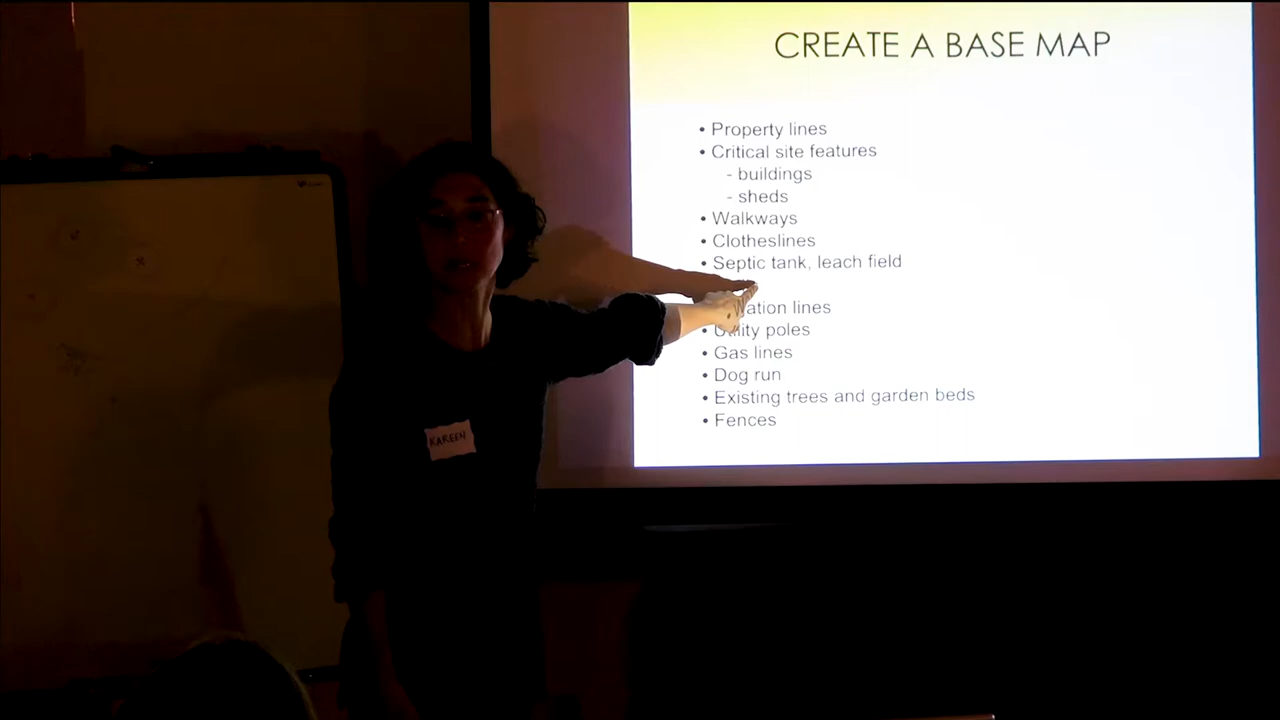 CREATE A BASE MAP
• Property lines
• Critical site features
- buildings
- sheds
• Walkways
• Clotheslines
• Septic tank, leach field
lines
• Utility poles
• Gas lines
• Dog run
• Existing trees and garden beds
• Fences
KAREEN